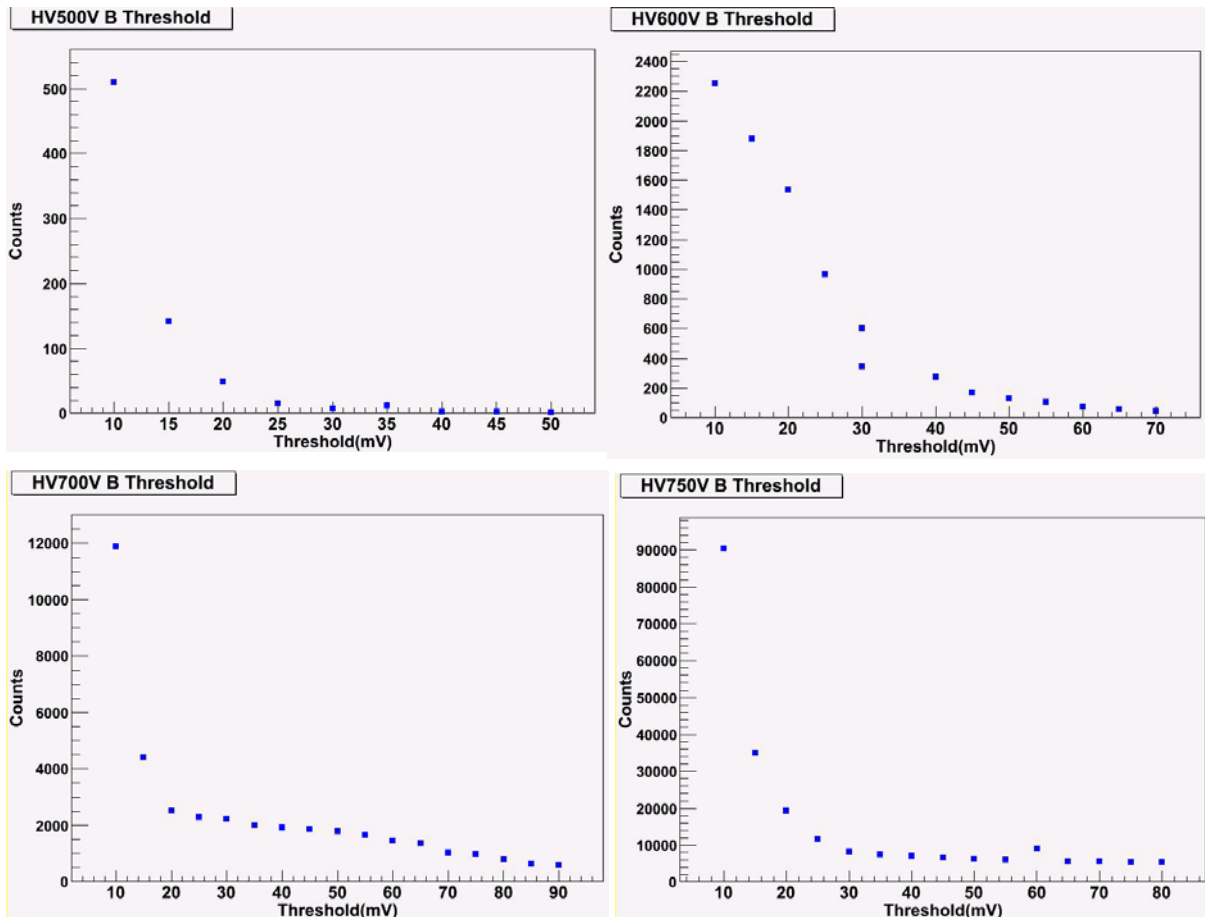 HV500V B Threshold
500
400
300
200
100
0
Counts
10 15 20 25 30 35 40 45 50
Threshold(mV)
HV600V B Threshold
2400
2200
2000
1800
1600
1400
1200
1000
800
600
400
200
0
Counts
10 20 30 40 50 60 70
Threshold(mV)
HV700V B Threshold
12000
10000
8000
6000
4000
2000
0
Counts
10 20 30 40 50 60 70 80 90
Threshold(mV)
HV750V B Threshold
90000
80000
70000
60000
50000
40000
30000
20000
10000
0
Counts
10 20 30 40 50 60 70 80
Threshold(mV)